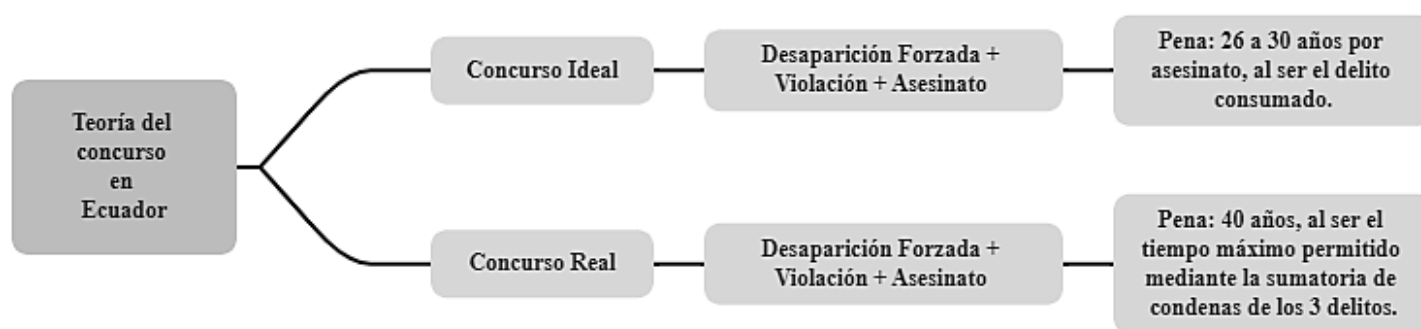 Teoría del
concurso
en
Ecuador
Concurso Ideal
Desaparición Forzada +
Violación + Asesinato
Pena: 26 a 30 años por
asesinato, al ser el delito
consumado.
Concurso Real
Desaparición Forzada +
Violación + Asesinato
Pena: 40 años, al ser el
tiempo máximo permitido
mediante la sumatoria de
condenas de los 3 delitos.